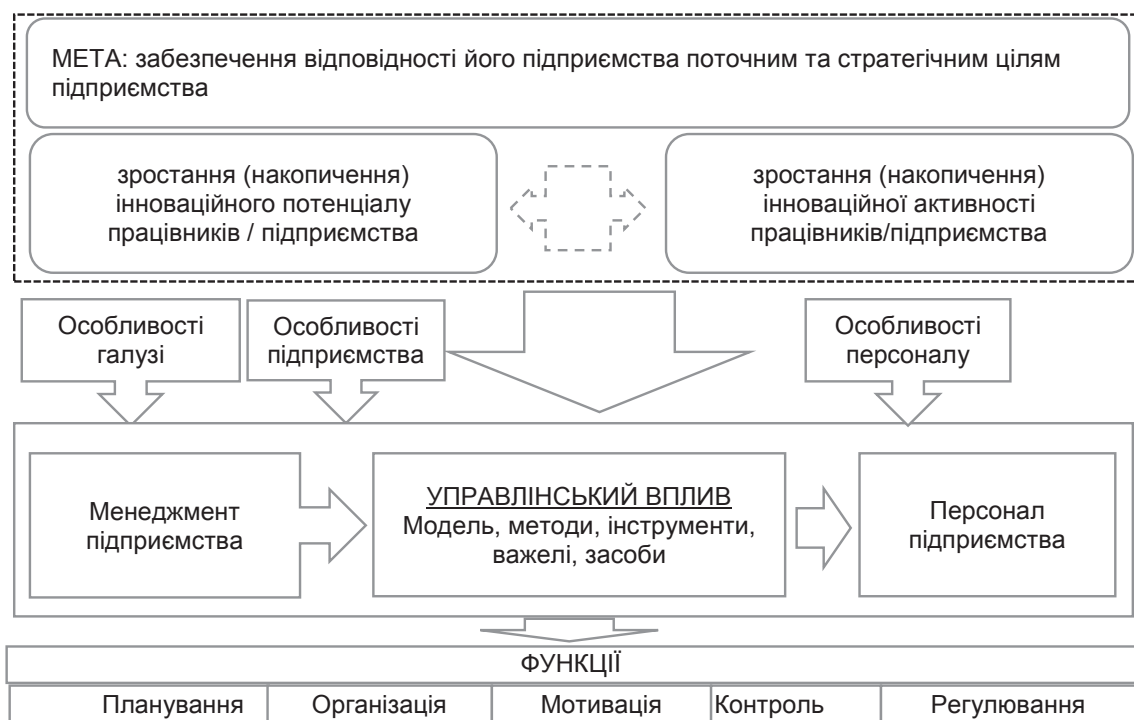 МЕТА: забезпечення відповідності його підприємства поточним та стратегічним цілям
підприємства
зростання (накопичення)
інноваційного потенціалу
працівників / підприємства
зростання (накопичення)
інноваційної активності
працівників/підприємства
Особливості
галузі
Особливості
підприємства
Особливості
персоналу
Менеджмент
підприємства
УПРАВЛІНСЬКИЙ ВПЛИВ
Модель, методи, інструменти,
важелі, засоби
Персонал
підприємства
ФУНКЦІЇ
Планування
Організація
Мотивація
Контроль
Регулювання